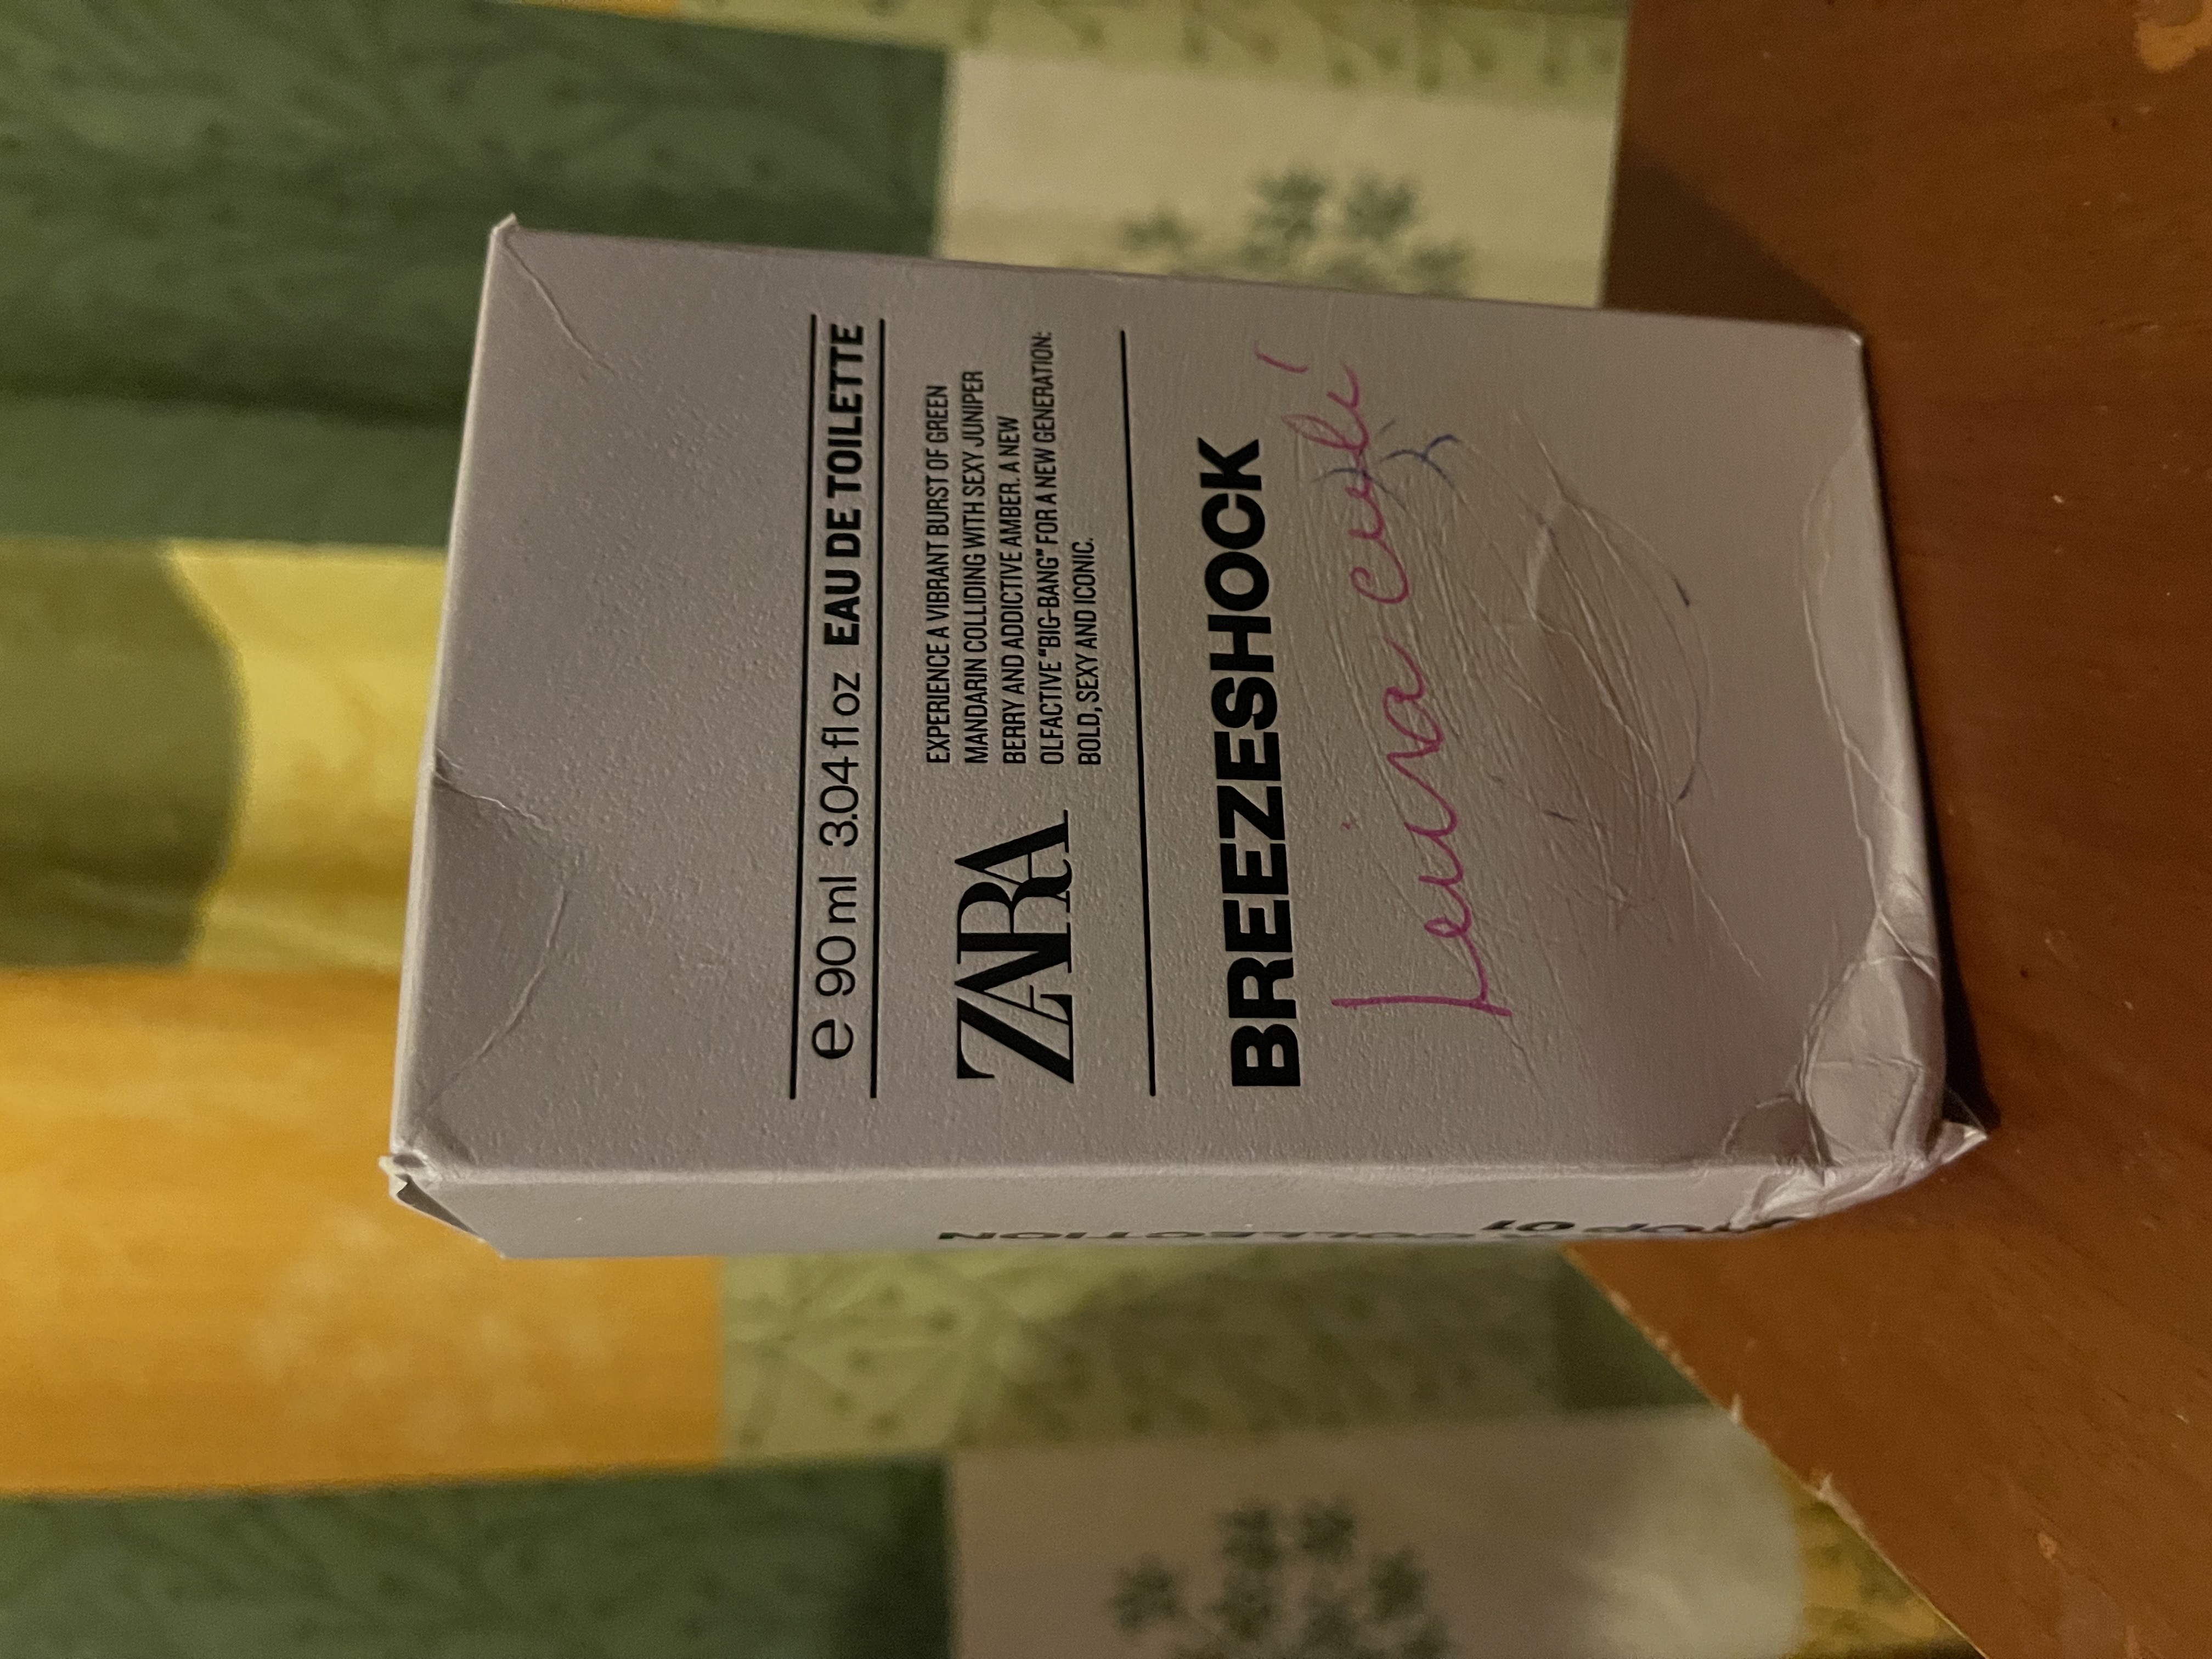 e 90 ml 3.04 fl oz EAU DE TOILETTE
ZARA
EXPERIENCE A VIBRANT BURST OF GREEN
MANDARIN COLLIDING WITH SEXY JUNIPER
BERRY AND ADDICTIVE AMBER. A NEW
OLFACTIVE “BIG-BANG” FOR A NEW GENERATION:
BOLD, SEXY AND ICONIC.
BREEZESHOCK
COLLECTION
01